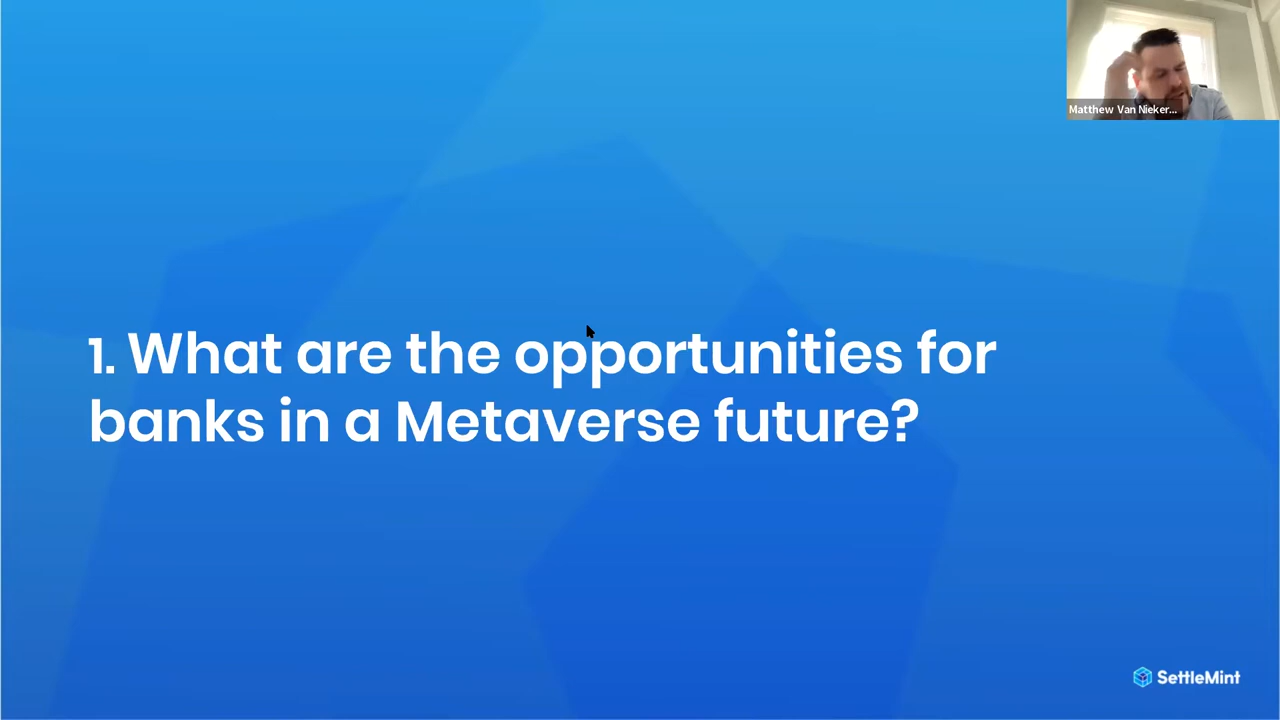 Matthew Van Nieker...
1. What are the opportunities for
banks in a Metaverse future?
SettleMint